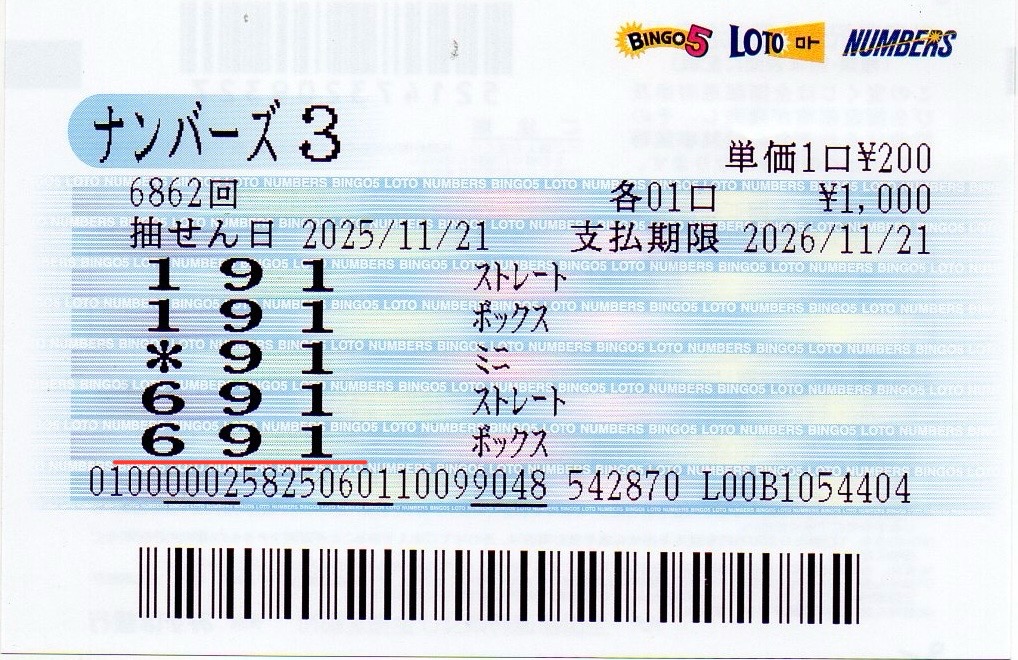 BINGO5 LOTO ロト NUMBERS
ナンバーズ 3
単価1口¥200
6862回 各01口 ¥1,000
抽せん日 2025/11/21 支払期限 2026/11/21
1 9 1 ストレート
1 9 1 ボックス
* 9 1 ミニ
6 9 1 ストレート
6 9 1 ボックス
010000025825060110099048 542870 L00B1054404